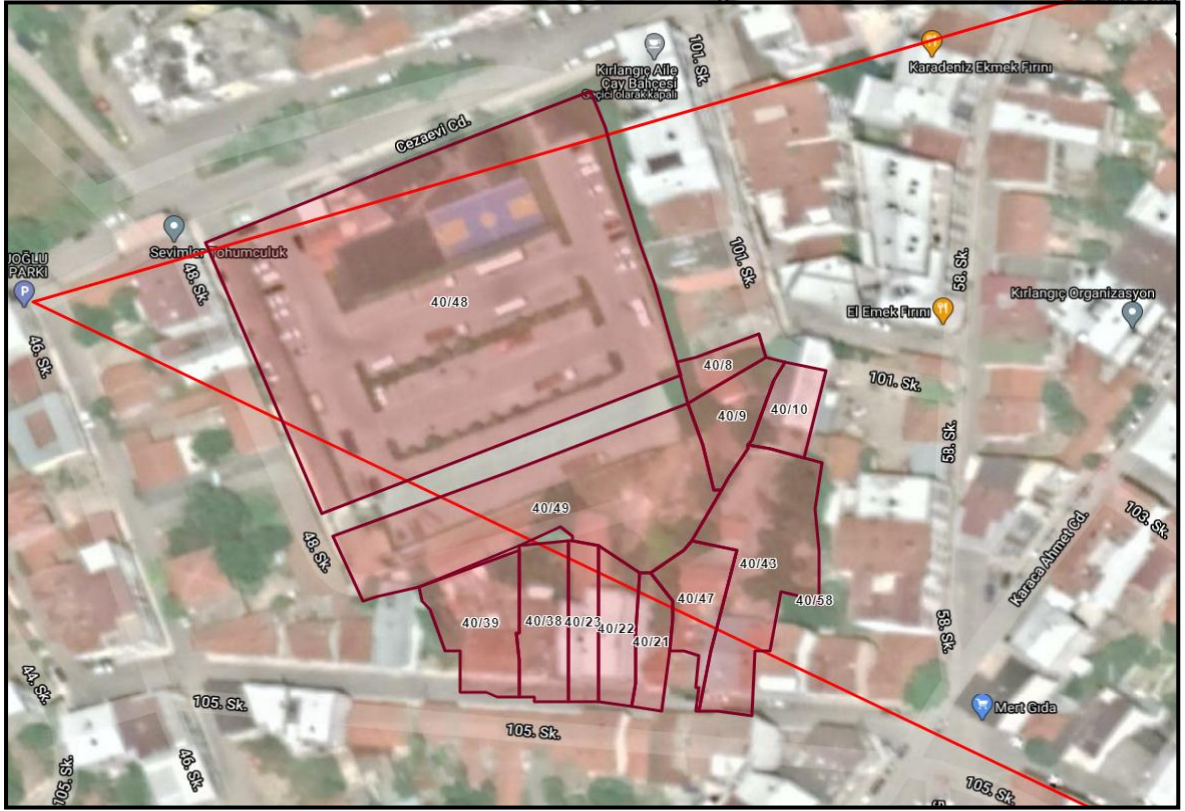 101. Sk.
Kırlangıç Aile
Çay Bahçesi
Geçici olarak kapalı
Karadeniz Ekmek Fırını
Cezaevi Cd.
Sevimler Tohumculuk
PARKI
48. Sk.
101. Sk.
58. Sk.
Kırlangıç Organizasyon
El Emek Fırını
40/48
46. Sk.
40/8
101. Sk.
40/9
40/10
58. Sk.
40/49
48. Sk.
103. Sk.
Karaca Ahmet Cd.
40/43
40/47
40/58
40/39
40/38
40/23
40/22
40/21
58. Sk.
44. Sk.
105. Sk.
Mert Gıda
105. Sk.
46. Sk.
105. Sk.
105. Sk.